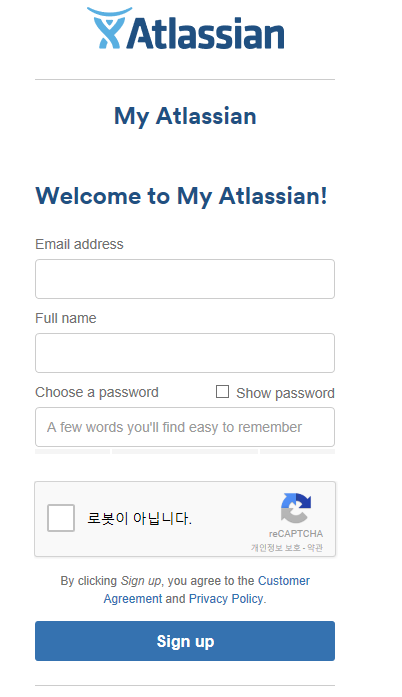 Atlassian
My Atlassian
Welcome to My Atlassian!
Email address
Full name
Choose a password Show password
A few words you'll find easy to remember
로봇이 아닙니다.
reCAPTCHA
개인정보 보호 - 약관
By clicking Sign up, you agree to the Customer
Agreement and Privacy Policy.
Sign up